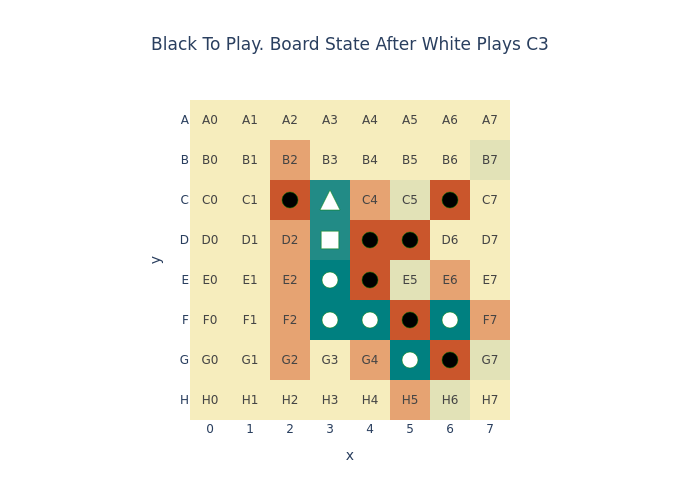 Black To Play. Board State After White Plays C3
A A0 A1 A2 A3 A4 A5 A6 A7
B B0 B1 B2 B3 B4 B5 B6 B7
C C0 C1 C4 C5 C7
D D0 D1 D2 D6 D7
E E0 E1 E2 E5 E6 E7
F F0 F1 F2 F7
G G0 G1 G2 G3 G4 G7
H H0 H1 H2 H3 H4 H5 H6 H7
0 1 2 3 4 5 6 7
x
y